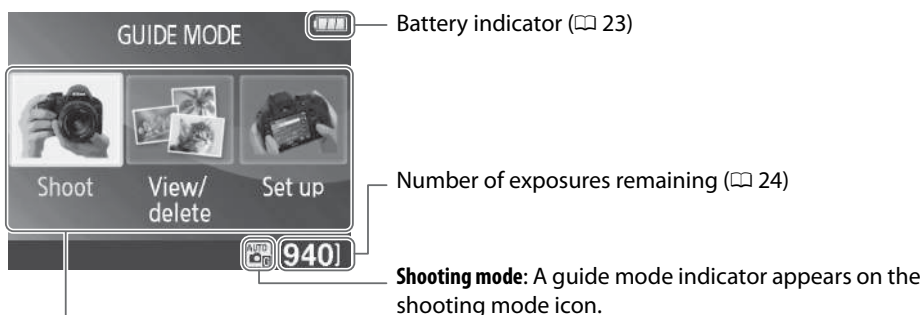 GUIDE MODE
Battery indicator (🕮 23)
Shoot
View/
delete
Set up
Number of exposures remaining (🕮 24)
AUTO
940]
Shooting mode: A guide mode indicator appears on the
shooting mode icon.